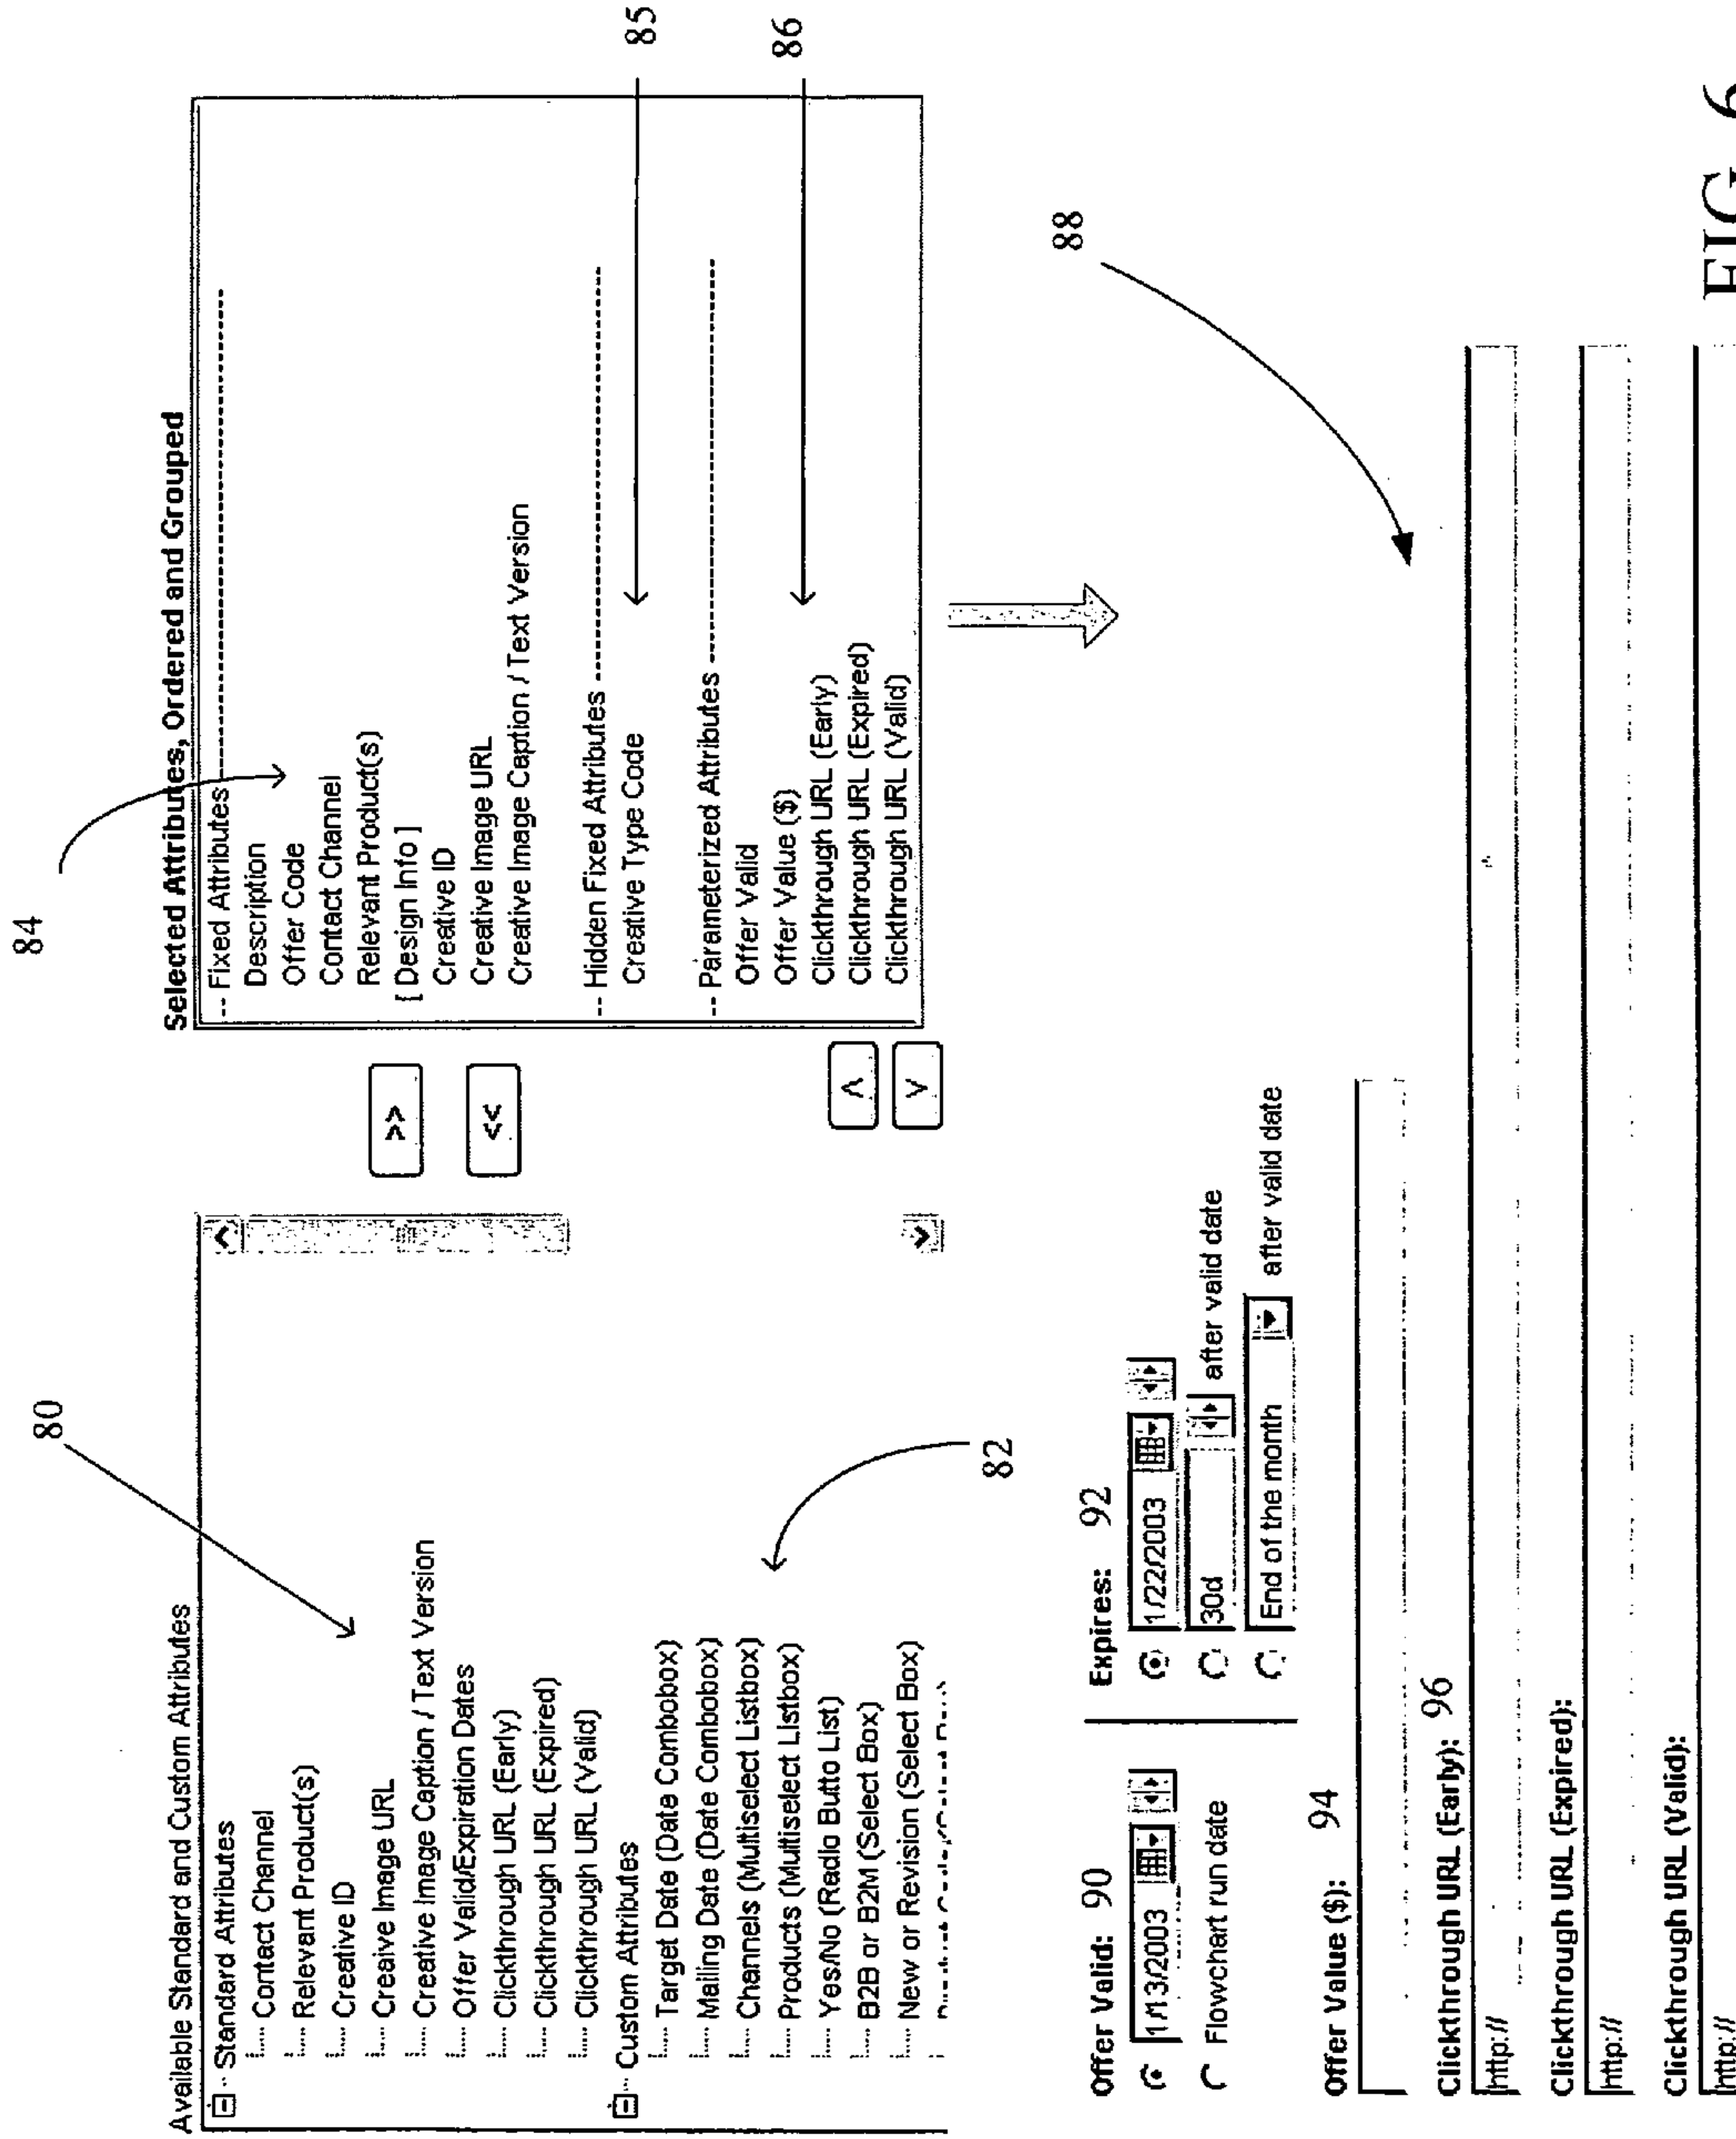 84
80
Available Standard and Custom Attributes
Standard Attributes
Contact Channel
Relevant Product(s)
Creative ID
Creaive Image URL
Creative Image Caption / Text Version
Offer Valid/Expiration Dates
Clickthrough URL (Early)
Clickthrough URL (Expired)
Clickthrough URL (Valid)
Custom Attributes
Target Date (Date Combobox)
Mailing Date (Date Combobox)
Channels (Multiselect Listbox)
Products (Multiselect Listbox)
Yes/No (Radio Butto List)
B2B or B2M (Select Box)
New or Revision (Select Box)
82
>>
<<
Selected Attributes, Ordered and Grouped
--- Fixed Attributes
Description
Offer Code
Contact Channel
Relevant Product(s)
[ Design Info ]
Creative ID
Creative Image URL
Creative Image Caption / Text Version
-- Hidden Fixed Attributes
Creative Type Code
-- Parameterized Attributes
Offer Valid
Offer Value ($)
Clickthrough URL (Early)
Clickthrough URL (Expired)
Clickthrough URL (Valid)
85
86
88
Offer Valid: 90
1/13/2003
Flowchart run date
Expires: 92
1/22/2003
30d after valid date
End of the month after valid date
Offer Value ($): 94
Clickthrough URL (Early): 96
http://
Clickthrough URL (Expired):
http://
Clickthrough URL (Valid):
http://
FIG. 9